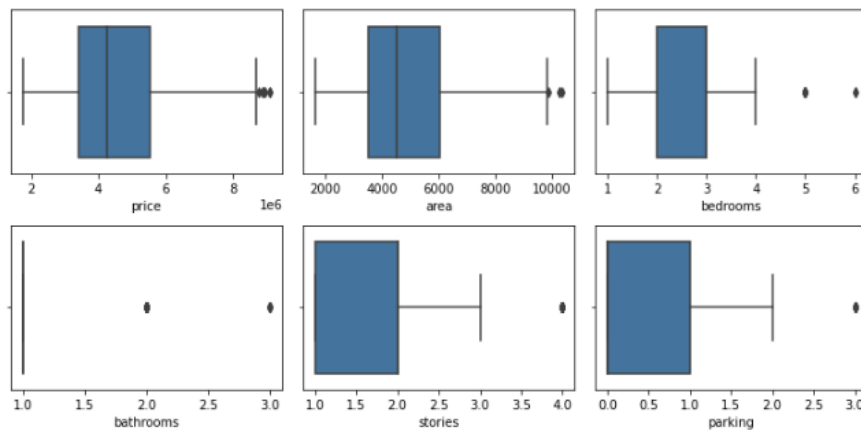 2 4 6 8
1e6
price
2000 4000 6000 8000 10000
area
1 2 3 4 5 6
bedrooms
1.0 1.5 2.0 2.5 3.0
bathrooms
1.0 1.5 2.0 2.5 3.0 3.5 4.0
stories
0.0 0.5 1.0 1.5 2.0 2.5 3.0
parking